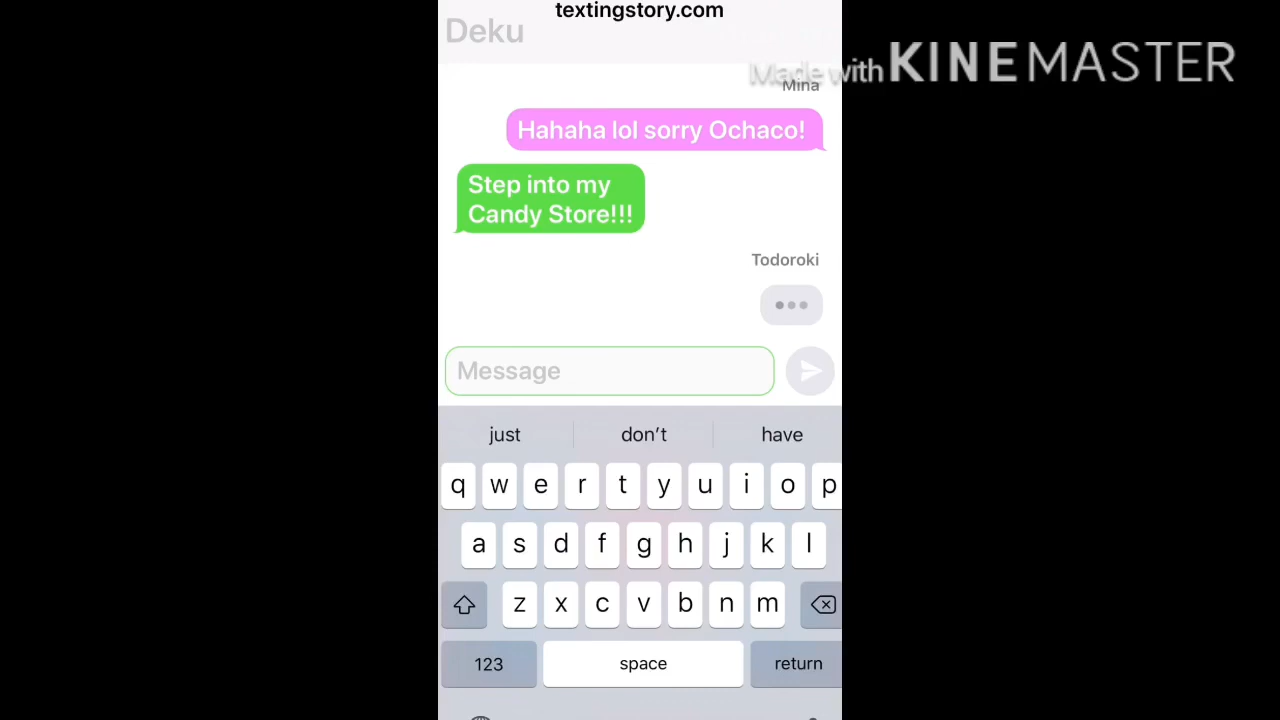 textingstory.com
Deku
Made with KINEMASTER
Mina
Hahaha lol sorry Ochaco!
Step into my
Candy Store!!!
Todoroki
Message
just don't have
q w e r t y u i o p
a s d f g h j k l
z x c v b n m
123 space return